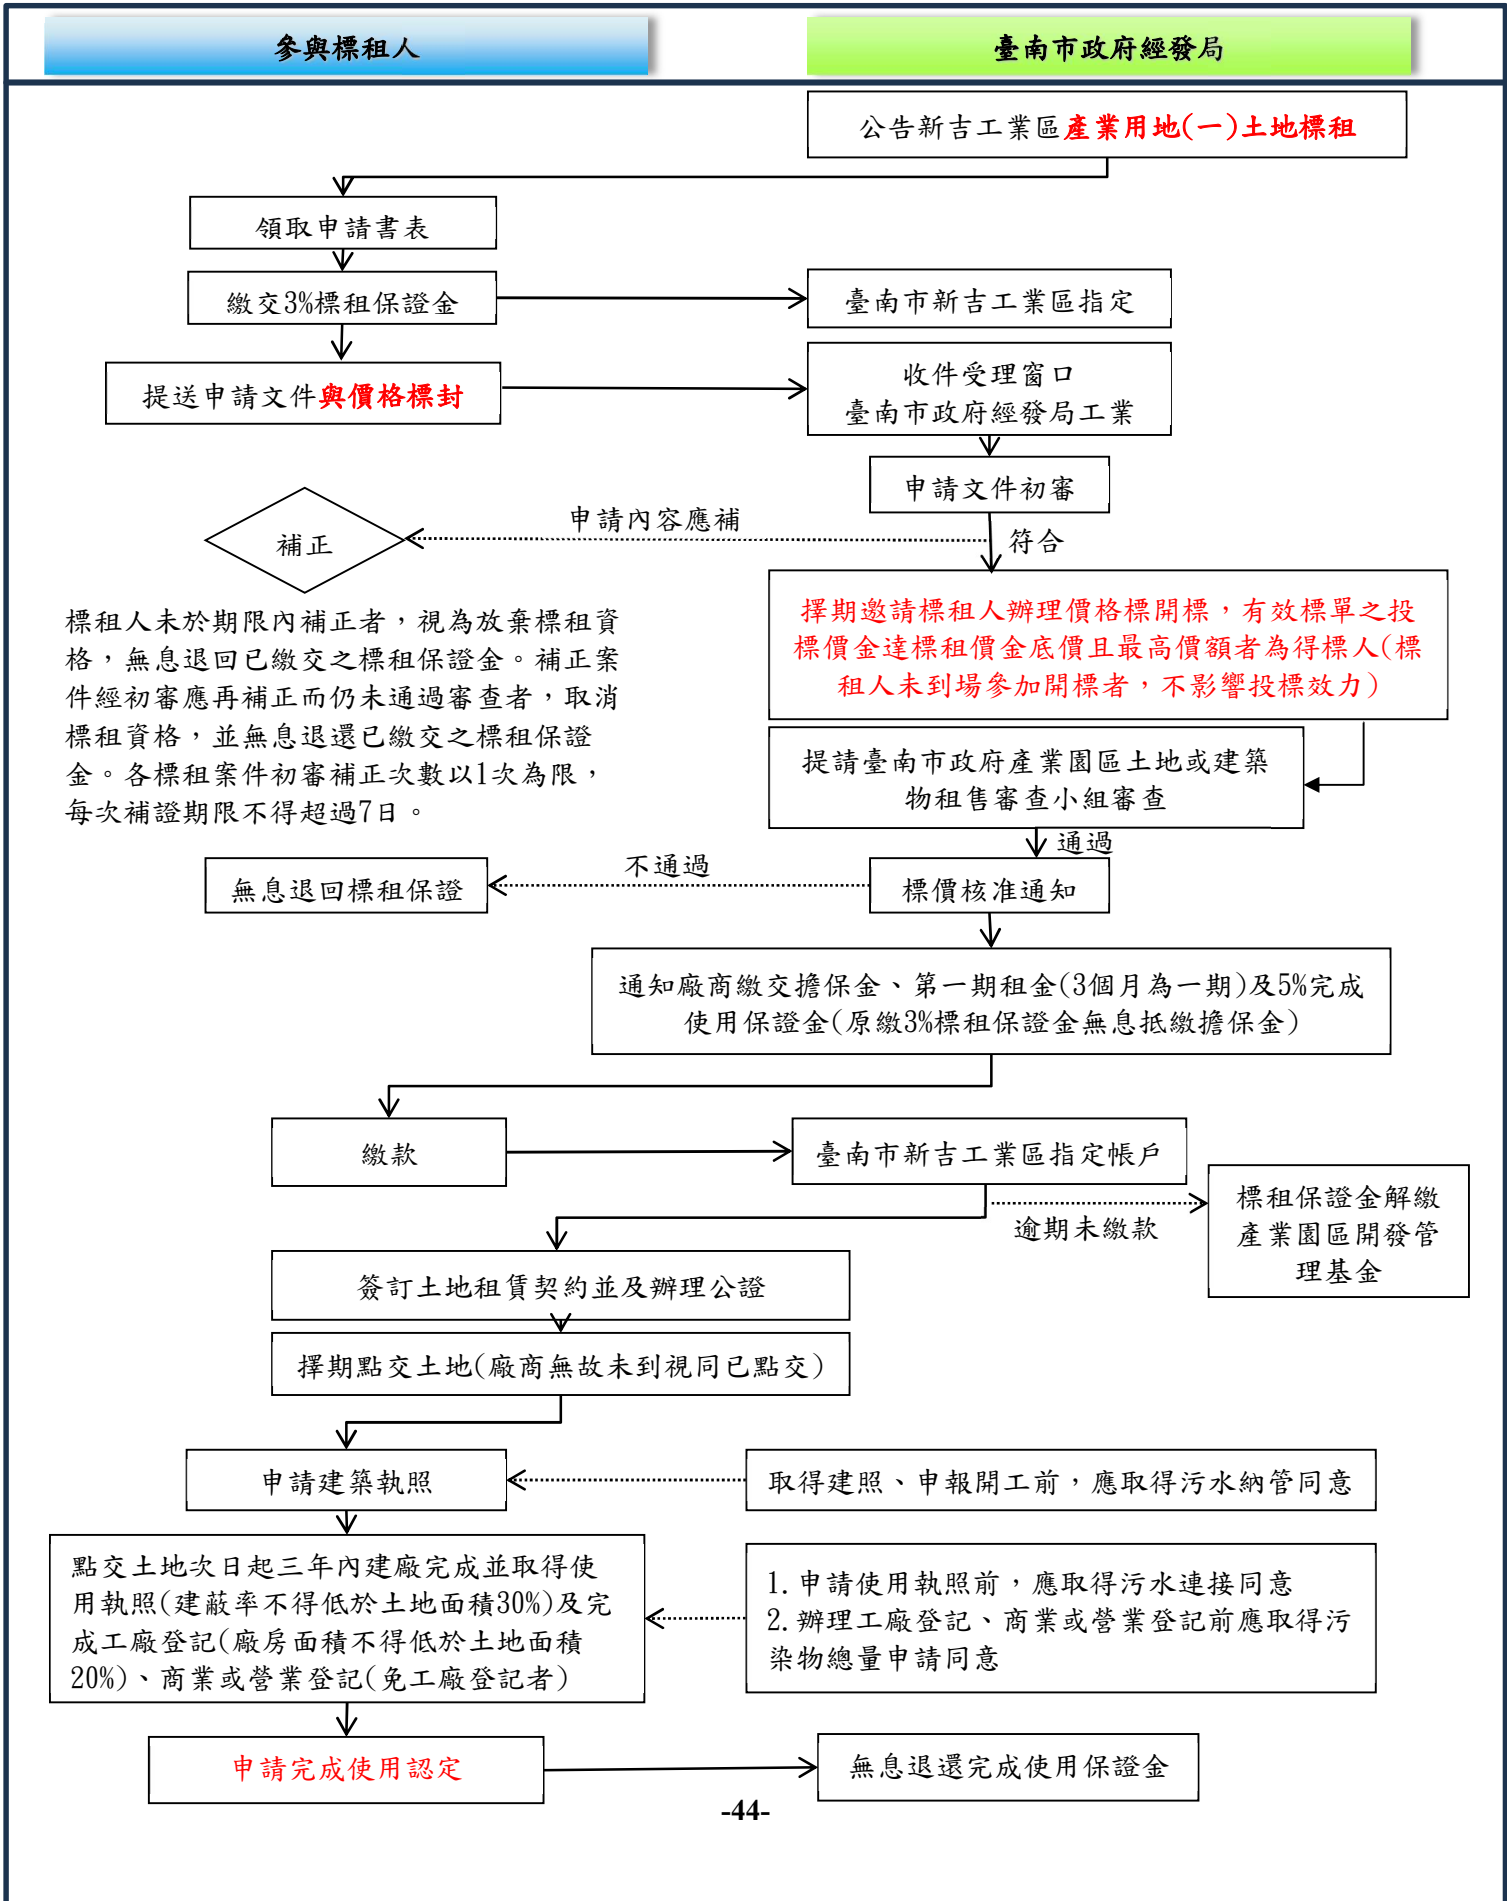 參與標租人
臺南市政府經發局
公告新吉工業區產業用地(一)土地標租
領取申請書表
繳交3%標租保證金
臺南市新吉工業區指定
提送申請文件與價格標封
收件受理窗口
臺南市政府經發局工業
申請文件初審
申請內容應補
符合
補正
標租人未於期限內補正者，視為放棄標租資
格，無息退回已繳交之標租保證金。補正案
件經初審應再補正而仍未通過審查者，取消
標租資格，並無息退還已繳交之標租保證
金。各標租案件初審補正次數以1次為限，
每次補證期限不得超過7日。
擇期邀請標租人辦理價格標開標，有效標單之投
標價金達標租價金底價且最高價額者為得標人(標
租人未到場參加開標者，不影響投標效力)
提請臺南市政府產業園區土地或建築
物租售審查小組審查
通過
不通過
無息退回標租保證
標價核准通知
通知廠商繳交擔保金、第一期租金(3個月為一期)及5%完成
使用保證金(原繳3%標租保證金無息抵繳擔保金)
繳款
臺南市新吉工業區指定帳戶
逾期未繳款
標租保證金解繳
產業園區開發管
理基金
簽訂土地租賃契約並及辦理公證
擇期點交土地(廠商無故未到視同已點交)
申請建築執照
取得建照、申報開工前，應取得污水納管同意
點交土地次日起三年內建廠完成並取得使
用執照(建蔽率不得低於土地面積30%)及完
成工廠登記(廠房面積不得低於土地面積
20%)、商業或營業登記(免工廠登記者)
1.申請使用執照前，應取得污水連接同意
2.辦理工廠登記、商業或營業登記前應取得污
染物總量申請同意
申請完成使用認定
無息退還完成使用保證金
-44-